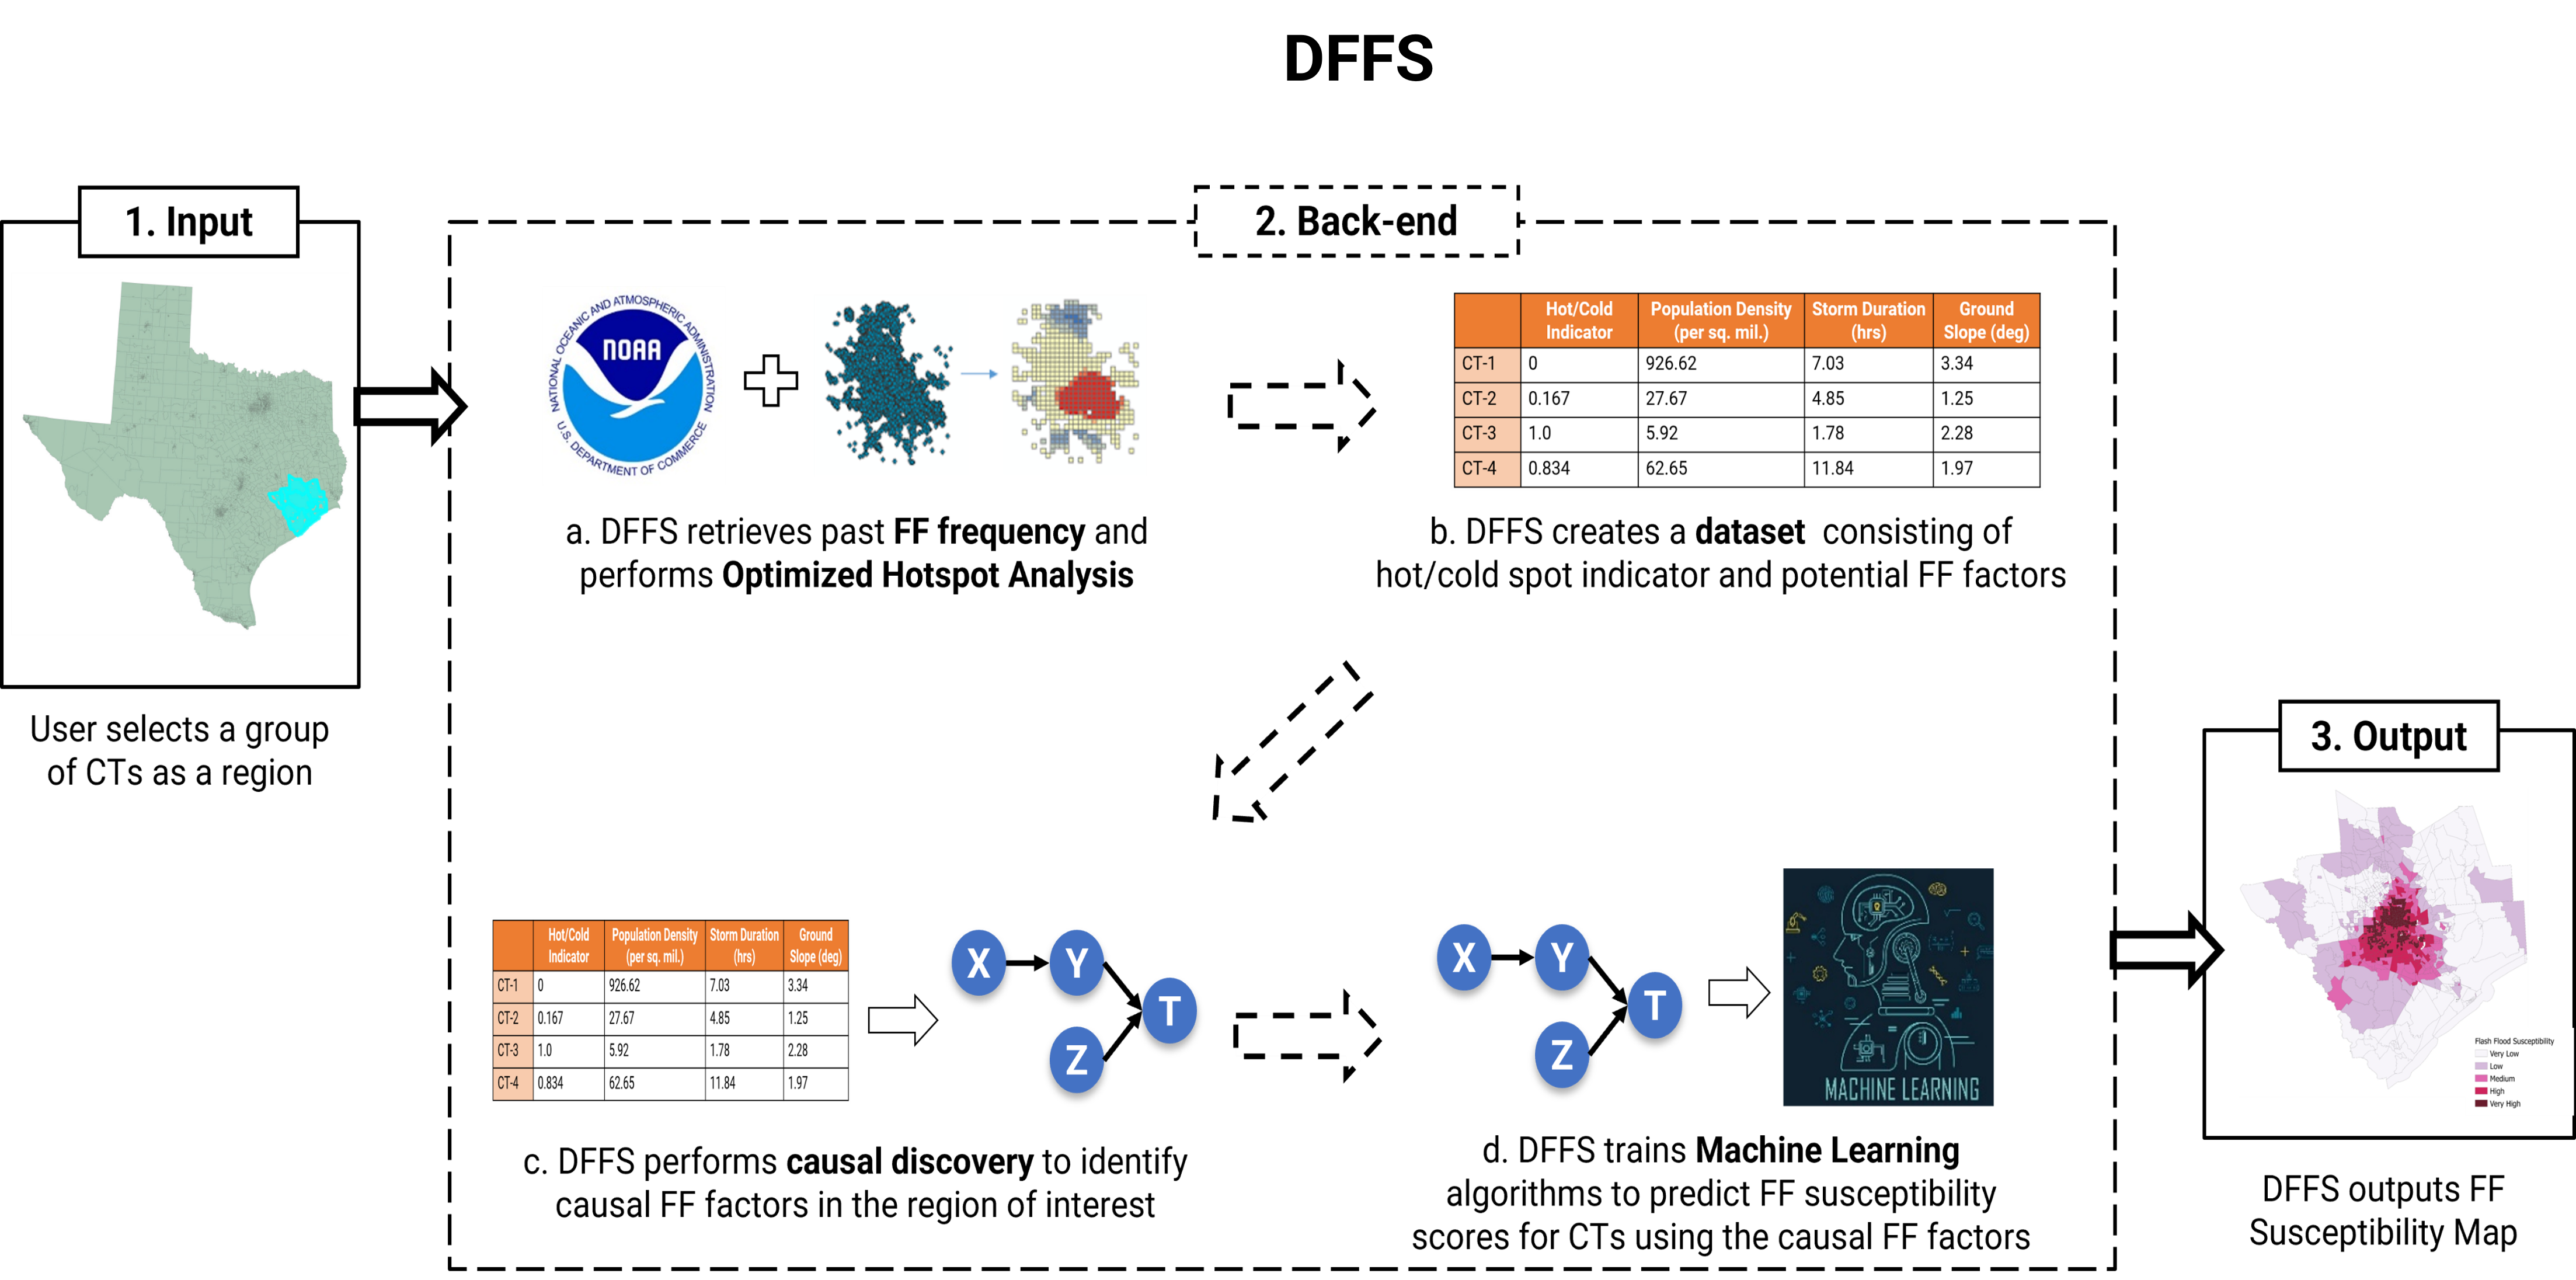 DFFS
1. Input
User selects a group
of CTs as a region
2. Back-end
NATIONAL OCEANIC AND ATMOSPHERIC ADMINISTRATION
NOAA
U.S. DEPARTMENT OF COMMERCE
a. DFFS retrieves past FF frequency and
performs Optimized Hotspot Analysis
Hot/Cold Indicator Population Density (per sq. mil.) Storm Duration (hrs) Ground Slope (deg)
CT-1 0 926.62 7.03 3.34
CT-2 0.167 27.67 4.85 1.25
CT-3 1.0 5.92 1.78 2.28
CT-4 0.834 62.65 11.84 1.97
b. DFFS creates a dataset consisting of
hot/cold spot indicator and potential FF factors
Hot/Cold Indicator Population Density (per sq. mil.) Storm Duration (hrs) Ground Slope (deg)
CT-1 0 926.62 7.03 3.34
CT-2 0.167 27.67 4.85 1.25
CT-3 1.0 5.92 1.78 2.28
CT-4 0.834 62.65 11.84 1.97
X Y
Z
T
c. DFFS performs causal discovery to identify
causal FF factors in the region of interest
X Y
Z
T
MACHINE LEARNING
d. DFFS trains Machine Learning
algorithms to predict FF susceptibility
scores for CTs using the causal FF factors
3. Output
Flash Flood Susceptibility
Very Low
Low
Medium
High
Very High
DFFS outputs FF
Susceptibility Map